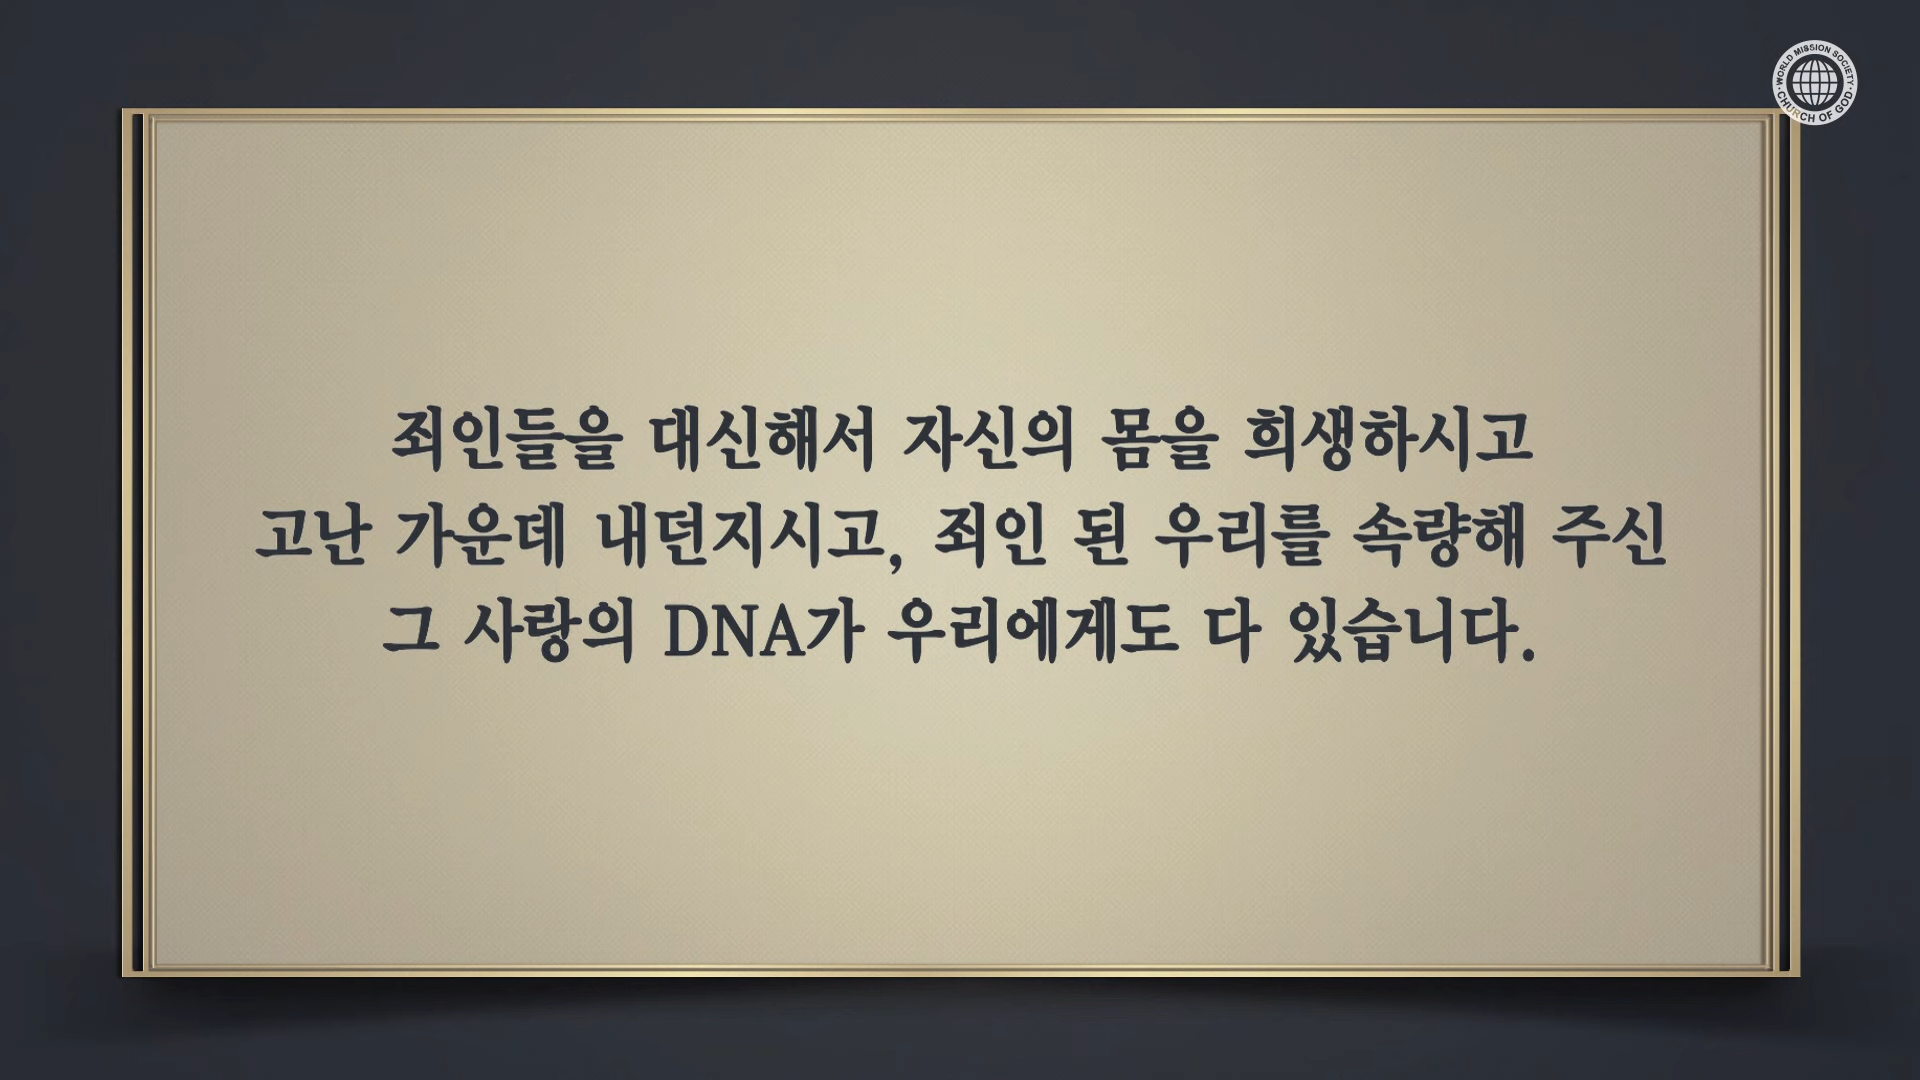 WORLD MISSION SOCIETY
CHURCH OF GOD
죄인들을 대신해서 자신의 몸을 희생하시고
고난 가운데 내던지시고, 죄인 된 우리를 속량해 주신
그 사랑의 DNA가 우리에게도 다 있습니다.